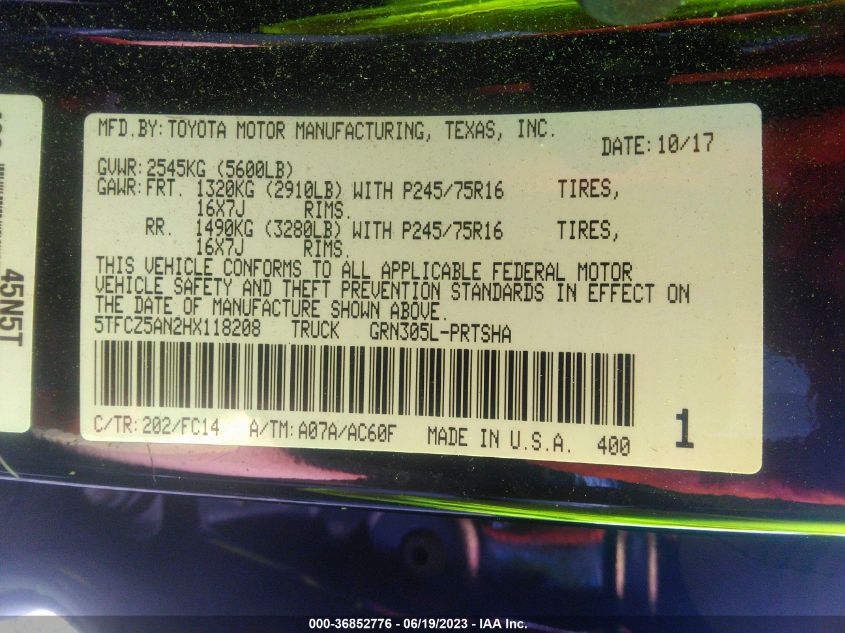 MFD.BY:TOYOTA MOTOR MANUFACTURING, TEXAS, INC.
DATE:10/17
GVWR:2545KG (5600LB)
GAWR:FRT. 1320KG (2910LB) WITH P245/75R16 TIRES,
16X7J RIMS.
RR. 1490KG (3280LB) WITH P245/75R16 TIRES,
16X7J RIMS.
THIS VEHICLE CONFORMS TO ALL APPLICABLE FEDERAL MOTOR
VEHICLE SAFETY AND THEFT PREVENTION STANDARDS IN EFFECT ON
THE DATE OF MANUFACTURE SHOWN ABOVE.
5TFCZ5AN2HX118208 TRUCK GRN305L-PRTSHA
C/TR:202/FC14 A/TM:A07A/AC60F MADE IN U.S.A. 400
1
45N5T
000-36852776 - 06/19/2023 - IAA Inc.